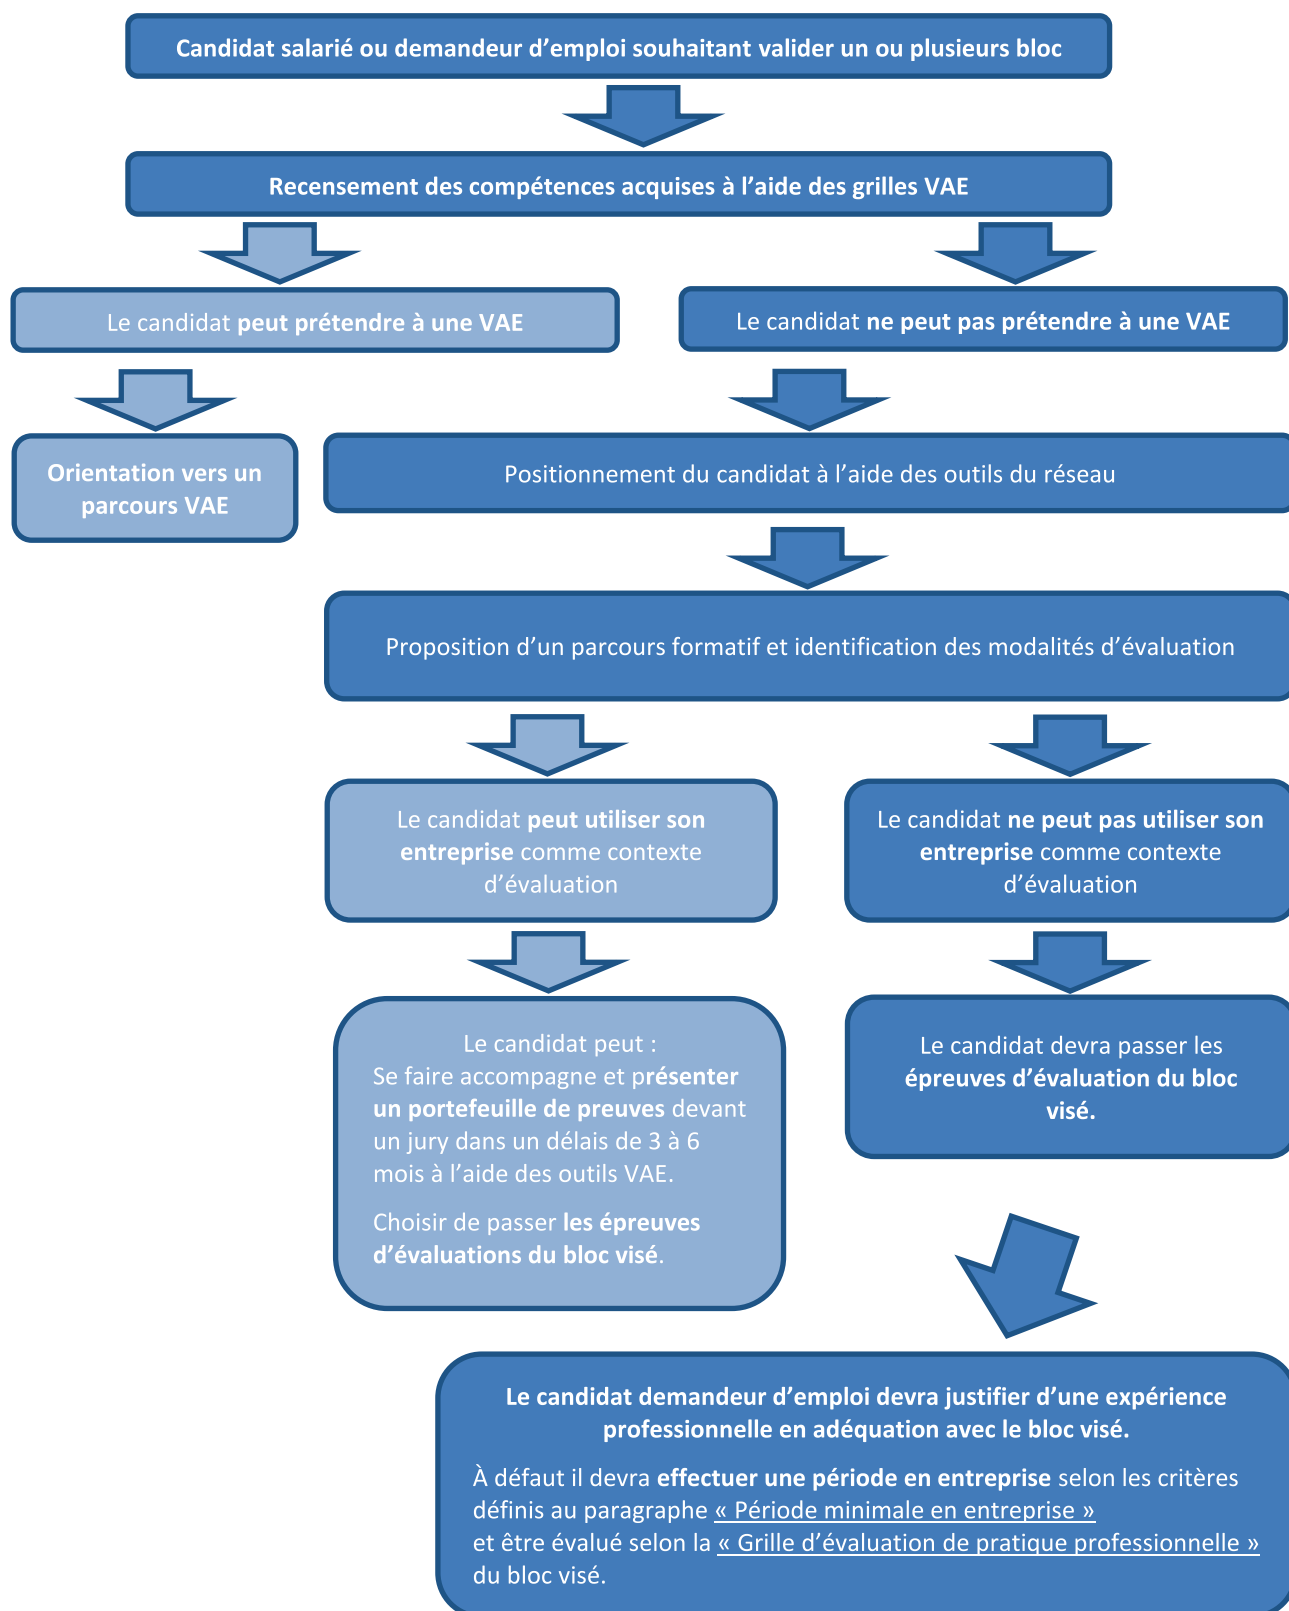 Candidat salarié ou demandeur d’emploi souhaitant valider un ou plusieurs bloc
Recensement des compétences acquises à l’aide des grilles VAE
Le candidat peut prétendre à une VAE
Le candidat ne peut pas prétendre à une VAE
Orientation vers un
parcours VAE
Positionnement du candidat à l’aide des outils du réseau
Proposition d’un parcours formatif et identification des modalités d’évaluation
Le candidat peut utiliser son
entreprise comme contexte
d’évaluation
Le candidat ne peut pas utiliser son
entreprise comme contexte
d’évaluation
Le candidat peut :
Se faire accompagne et présenter
un portefeuille de preuves devant
un jury dans un délais de 3 à 6
mois à l’aide des outils VAE.
Choisir de passer les épreuves
d’évaluations du bloc visé.
Le candidat devra passer les
épreuves d’évaluation du bloc
visé.
Le candidat demandeur d’emploi devra justifier d’une expérience
professionnelle en adéquation avec le bloc visé.
À défaut il devra effectuer une période en entreprise selon les critères
définis au paragraphe « Période minimale en entreprise »
et être évalué selon la « Grille d’évaluation de pratique professionnelle »
du bloc visé.